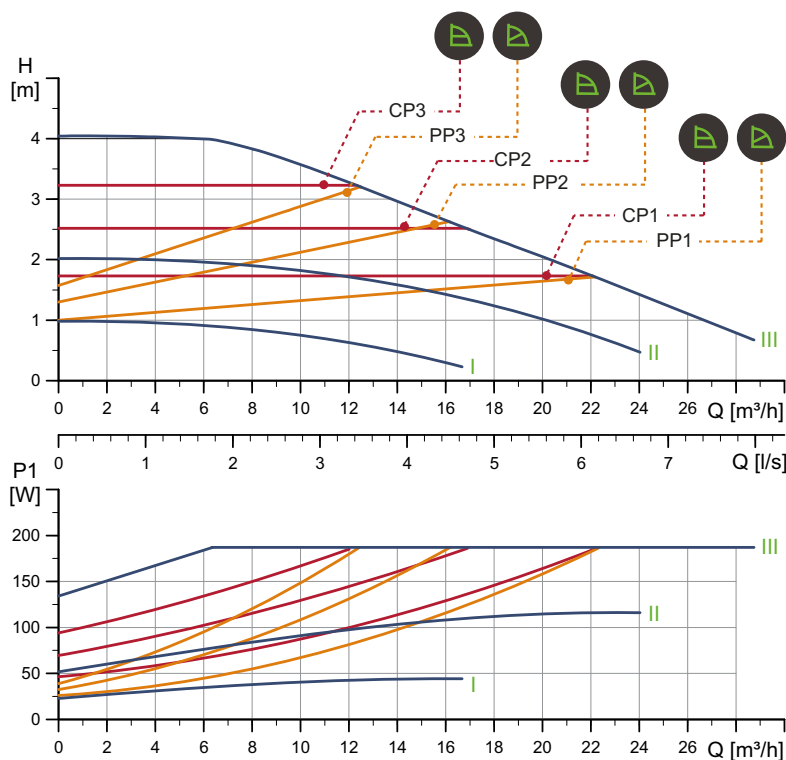 H
[m]
CP3
PP3
CP2
PP2
CP1
PP1
4
3
2
1
0
I
II
III
0 2 4 6 8 10 12 14 16 18 20 22 24 26 Q [m³/h]
0 1 2 3 4 5 6 7 Q [l/s]
P1
[W]
200
150
100
50
0
III
II
I
0 2 4 6 8 10 12 14 16 18 20 22 24 26 Q [m³/h]